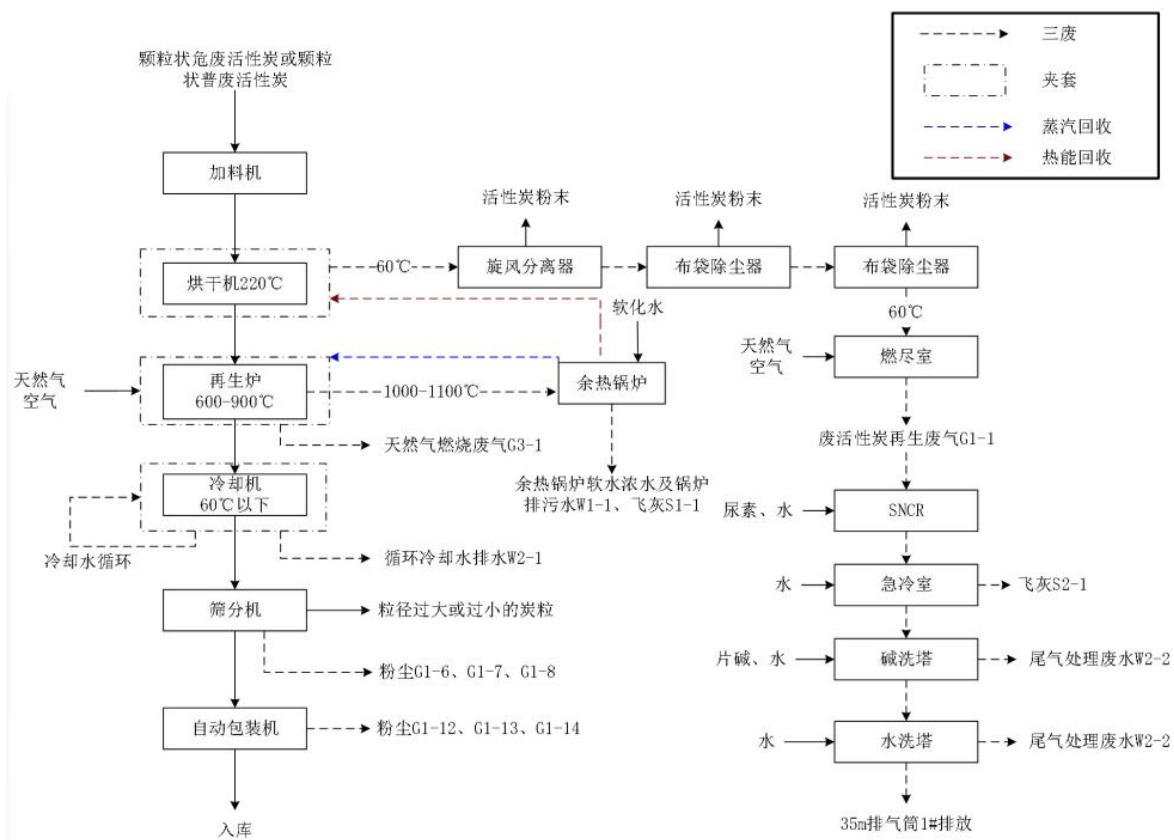 三废
夹套
蒸汽回收
热能回收
颗粒状危废活性炭或颗粒
状普废活性炭
加料机
活性炭粉末
活性炭粉末
活性炭粉末
烘干机220℃
60℃
旋风分离器
布袋除尘器
布袋除尘器
软化水
60℃
天然气
空气
燃尽室
天然气
空气
再生炉
600-900℃
1000-1100℃
余热锅炉
天然气燃烧废气G3-1
废活性炭再生废气G1-1
余热锅炉软水浓水及锅炉
排污水W1-1、飞灰S1-1
冷却机
60℃以下
冷却水循环
循环冷却水排水W2-1
尿素、水
SNCR
水
急冷室
飞灰S2-1
筛分机
粒径过大或过小的炭粒
粉尘G1-6、G1-7、G1-8
片碱、水
碱洗塔
尾气处理废水W2-2
自动包装机
粉尘G1-12、G1-13、G1-14
水
水洗塔
尾气处理废水W2-2
入库
35m排气筒1#排放